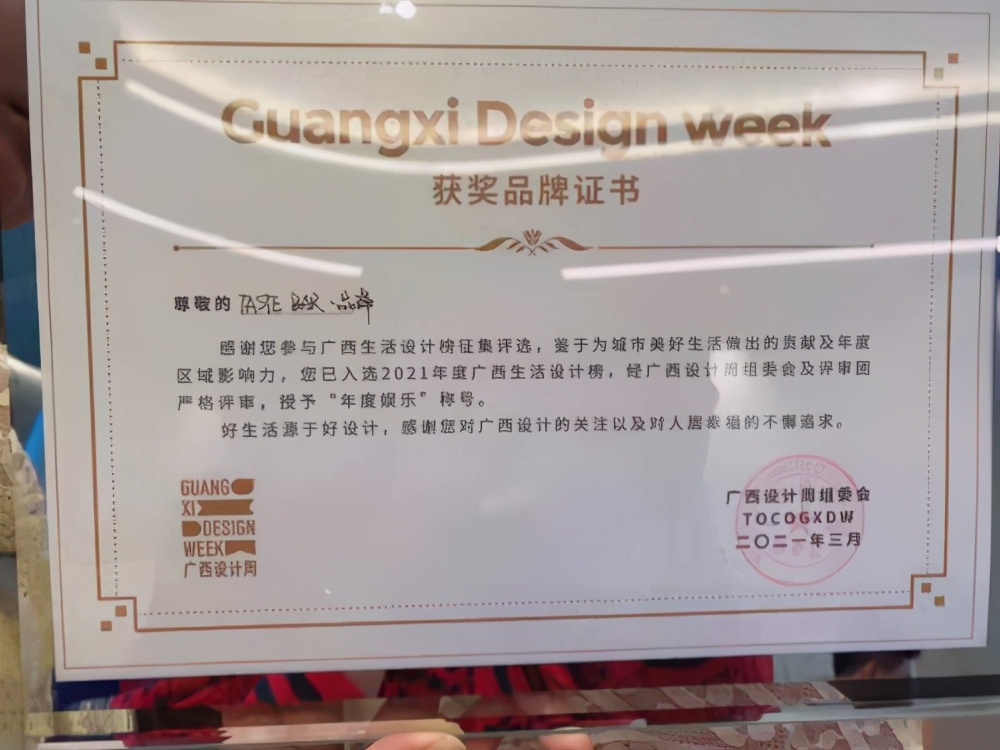 Guangxi Design week
获奖品牌证书
尊敬的 TASTE 品牌
感谢您参与广西生活设计榜征集评选，鉴于为城市美好生活做出的贡献及年度
区域影响力，您已入选2021年度广西生活设计榜，经广西设计周组委会及评审团
严格评审，授予“年度娱乐”称号。
好生活源于好设计，感谢您对广西设计的关注以及对人居幸福的不懈追求。
GUANG
XI
DESIGN
WEEK
广西设计周
广西设计周组委会
TOCOGXDW
二〇二一年三月